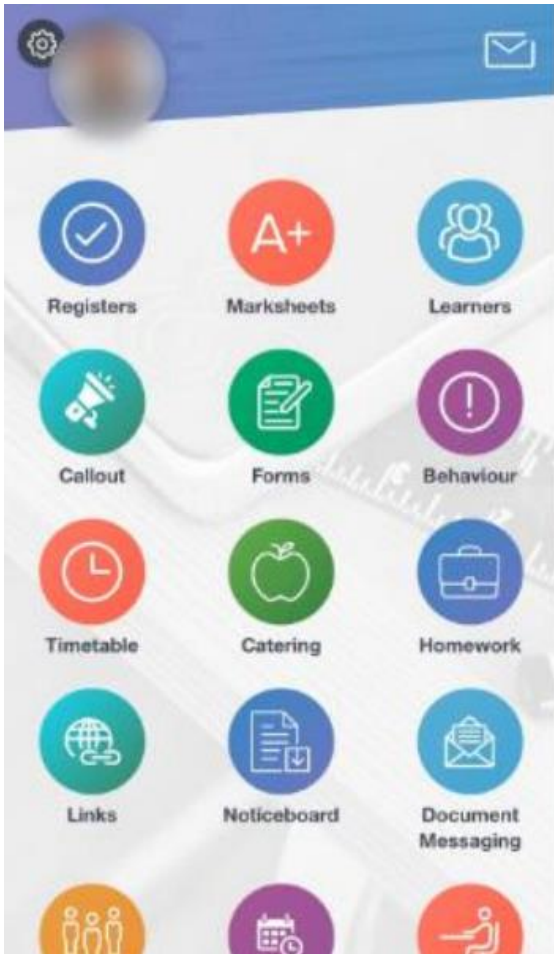 A+
Registers
Marksheets
Learners
Callout
Forms
Behaviour
Timetable
Catering
Homework
Links
Noticeboard
Document
Messaging